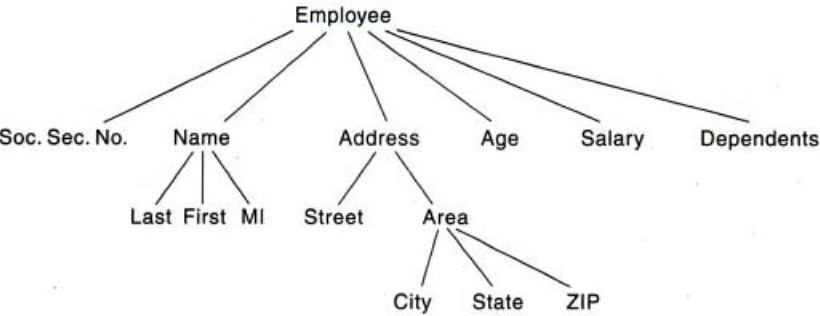 Employee
Soc. Sec. No. Name Address Age Salary Dependents
Last First MI Street Area
City State ZIP